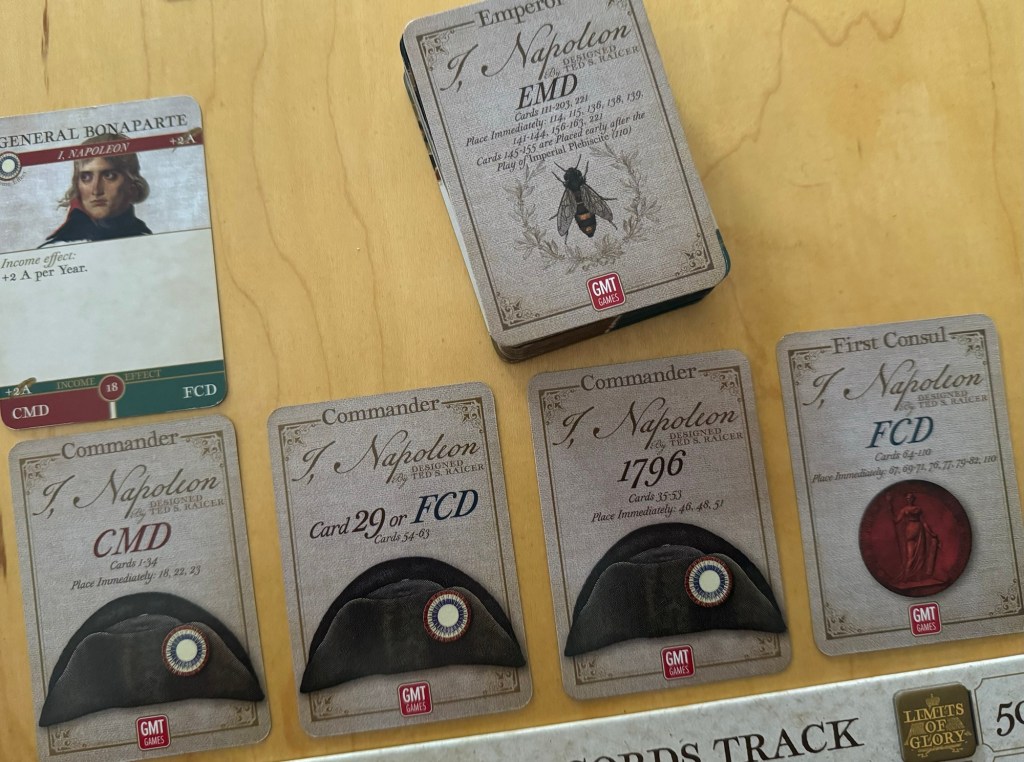 Emperor
I, Napoleon
By DESIGNED
TED S. RAICER
EMD
Cards 111-203, 221
Place Immediately: 114, 115, 136, 138, 139,
141-144, 156-163, 221
Cards 145-155 are Placed early after the
Play of Imperial Plebiscite (110)
GMT
GAMES
GENERAL BONAPARTE
I, NAPOLEON +2 A
Income effect:
+2 A per Year.
+2 A INCOME 18 EFFECT
CMD FCD
Commander
I, Napoleon
By DESIGNED
TED S. RAICER
CMD
Cards 1-34
Place Immediately: 18, 22, 23
GMT
GAMES
Commander
I, Napoleon
By DESIGNED
TED S. RAICER
Card 29 or FCD
Cards 54-63
GMT
GAMES
Commander
I, Napoleon
By DESIGNED
TED S. RAICER
1796
Cards 35-53
Place Immediately: 46, 48, 51
GMT
GAMES
First Consul
I, Napoleon
By DESIGNED
TED S. RAICER
FCD
Cards 64-110
Place Immediately: 67, 69-71, 76, 77, 79-82, 110
GMT
GAMES
TRACK
LIMITS
OF
GLORY